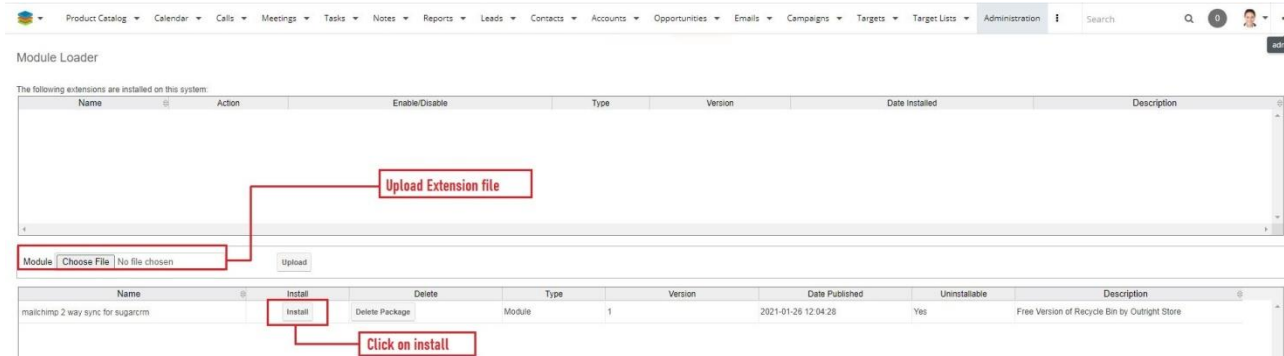 Product Catalog Calendar Calls Meetings Tasks Notes Reports Leads Contacts Accounts Opportunities Emails Campaigns Targets Target Lists Administration Search 0
Module Loader
The following extensions are installed on this system:
Name Action Enable/Disable Type Version Date Installed Description
Upload Extension file
Module Choose File No file chosen Upload
Name Install Delete Type Version Date Published Uninstallable Description
mailchimp 2 way sync for sugarcrm Install Delete Package Module 1 2021-01-26 12:04:28 Yes Free Version of Recycle Bin by Outright Store
Click on install